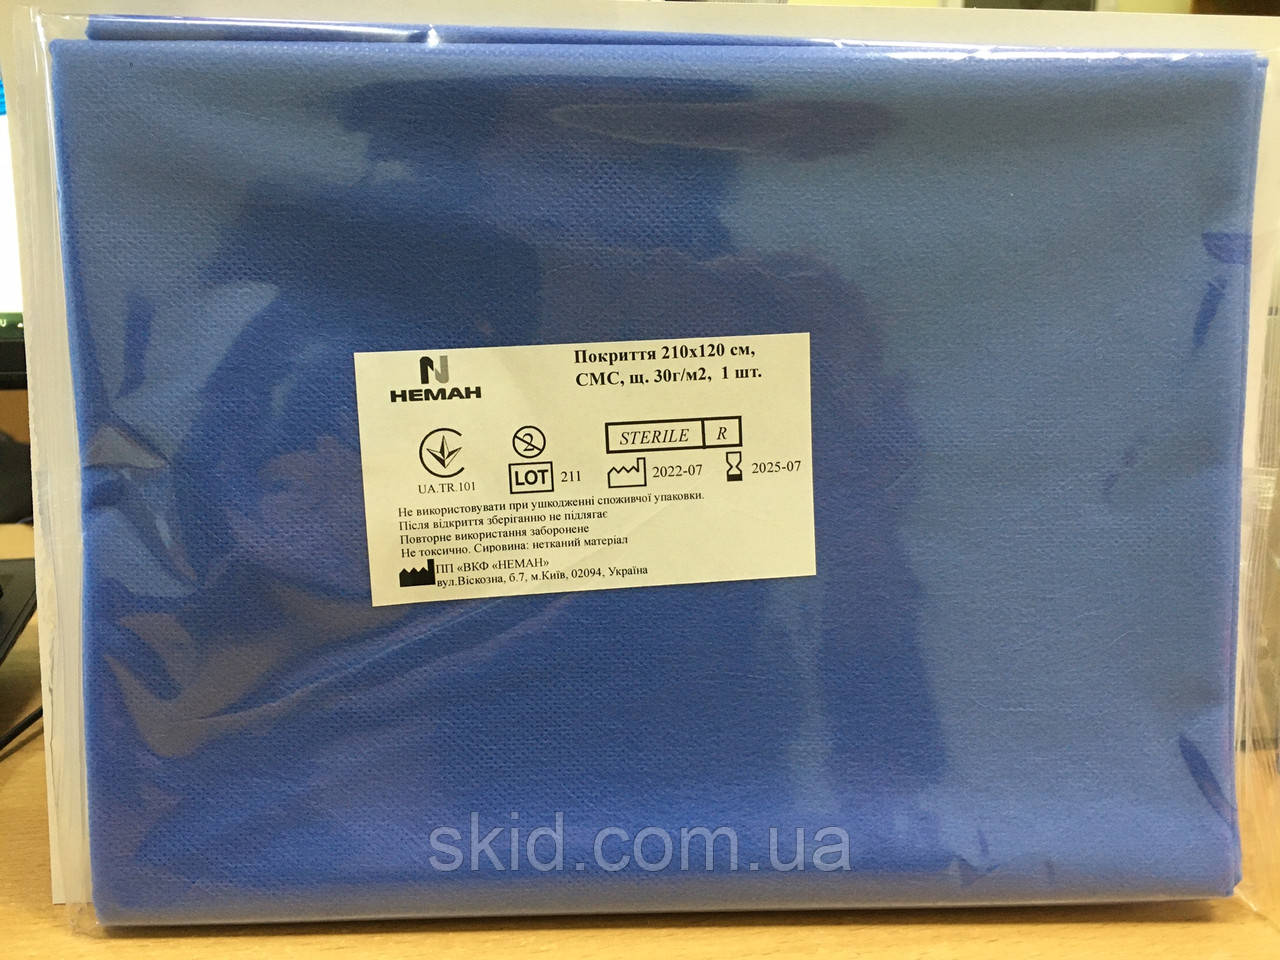 НЕМАН
Покриття 210x120 см,
СМС, щ. 30г/м2, 1 шт.
2
STERILE R
UA.TR.101
LOT 211
2022-07
2025-07
Не використовувати при ушкодженні споживчої упаковки.
Після відкриття зберіганню не підлягає
Повторне використання заборонене
Не токсично. Сировина: нетканий матеріал
ПП «ВКФ «НЕМАН»
вул.Віскозна, б.7, м.Київ, 02094, Україна
skid.com.ua